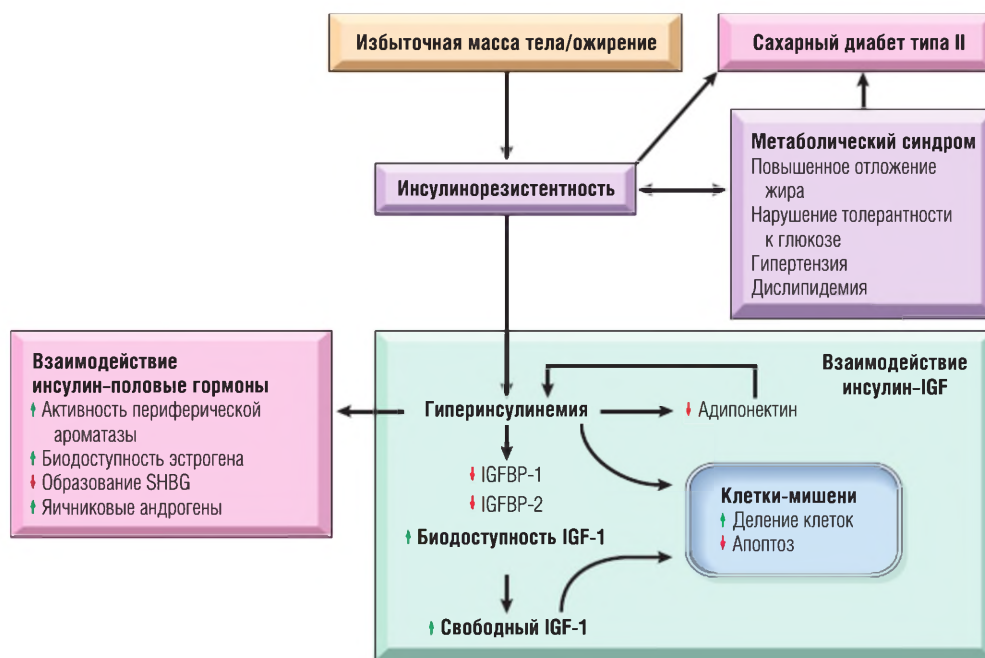 Избыточная масса тела/ожирение
Сахарный диабет типа II
Инсулинорезистентность
Метаболический синдром
Повышенное отложение
жира
Нарушение толерантности
к глюкозе
Гипертензия
Дислипидемия
Взаимодействие
инсулин–половые гормоны
↑ Активность периферической
ароматазы
↑ Биодоступность эстрогена
↓ Образование SHBG
↑ Яичниковые андрогены
Взаимодействие
инсулин–IGF
Гиперинсулинемия
↓ Адипонектин
↓ IGFBP-1
↓ IGFBP-2
↑ Биодоступность IGF-1
↑ Свободный IGF-1
Клетки-мишени
↑ Деление клеток
↓ Апоптоз